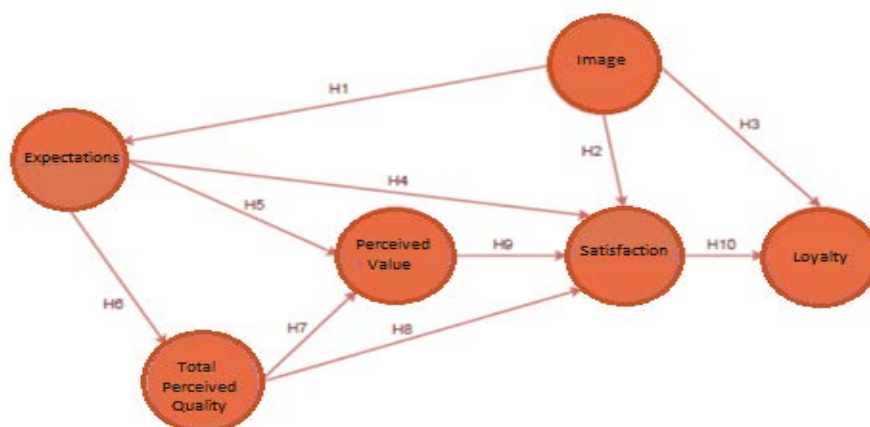 Image
H1
H3
H2
Expectations
H4
H5
Perceived
Value
H9
Satisfaction
H10
Loyalty
H6
H7
H8
Total
Perceived
Quality